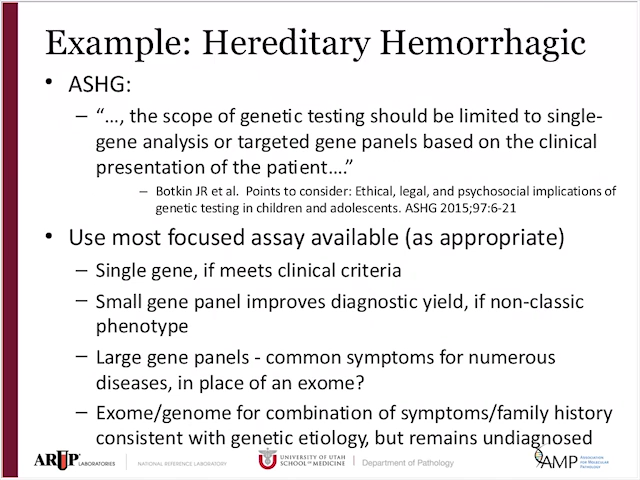 Example: Hereditary Hemorrhagic
• ASHG:
– “…, the scope of genetic testing should be limited to single-
gene analysis or targeted gene panels based on the clinical
presentation of the patient….”
– Botkin JR et al.  Points to consider: Ethical, legal, and psychosocial implications of
genetic testing in children and adolescents. ASHG 2015;97:6-21
• Use most focused assay available (as appropriate)
– Single gene, if meets clinical criteria
– Small gene panel improves diagnostic yield, if non-classic
phenotype
– Large gene panels - common symptoms for numerous
diseases, in place of an exome?
– Exome/genome for combination of symptoms/family history
consistent with genetic etiology, but remains undiagnosed
ARUP LABORATORIES | NATIONAL REFERENCE LABORATORY
UNIVERSITY OF UTAH
SCHOOL OF MEDICINE | Department of Pathology
AMP
ASSOCIATION
FOR MOLECULAR
PATHOLOGY